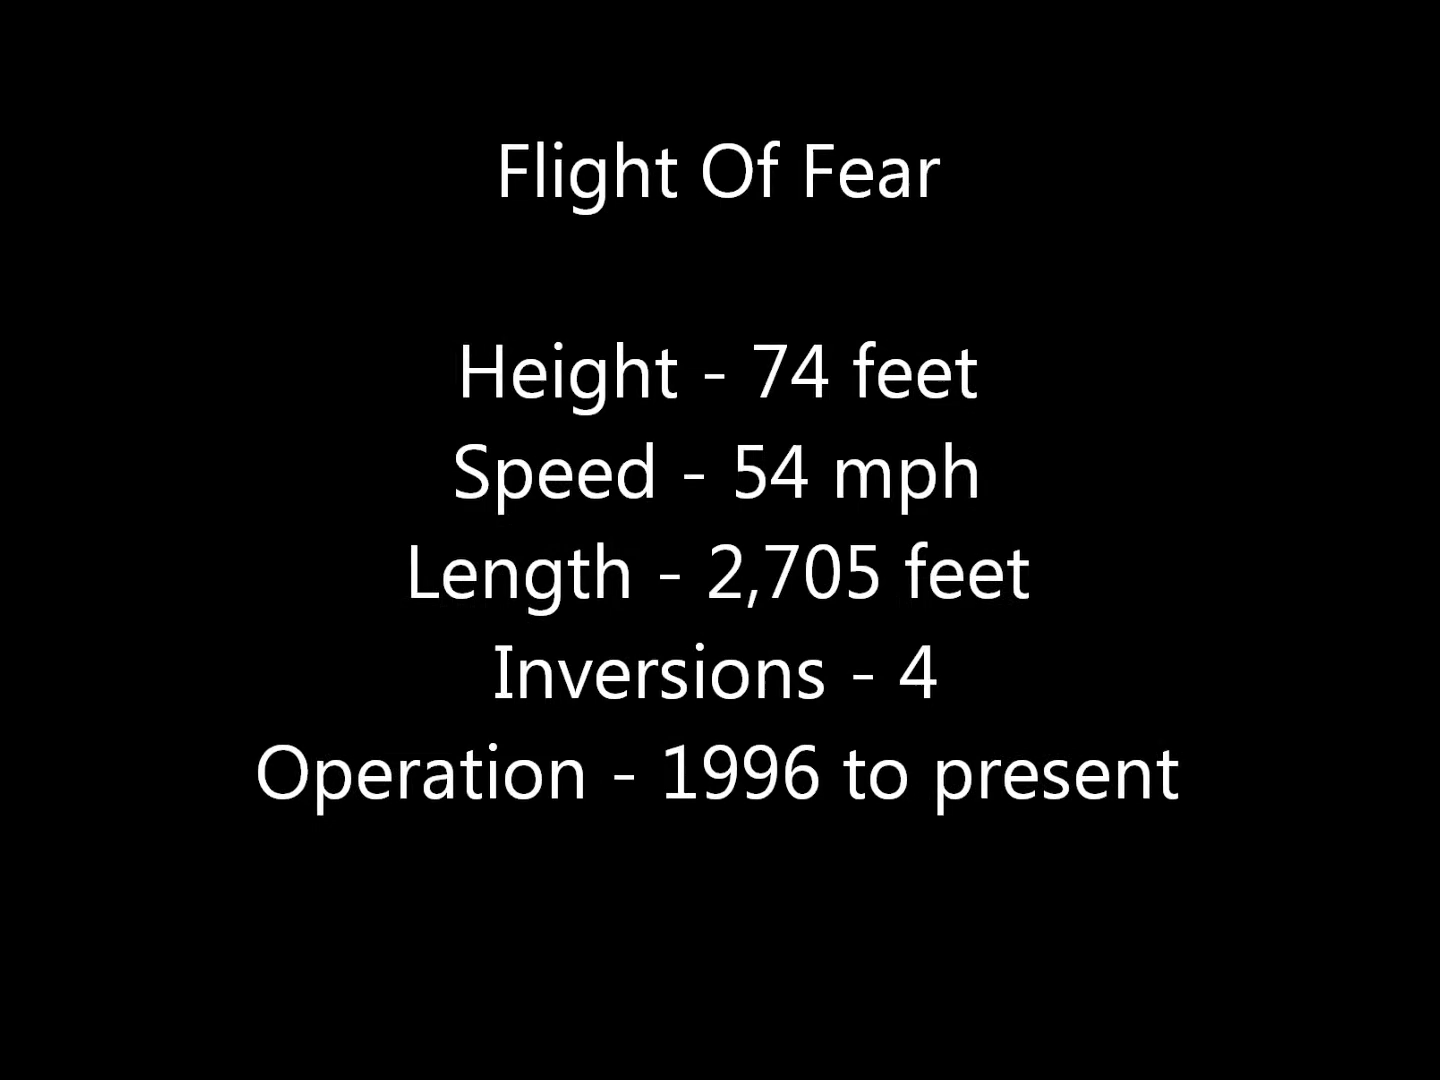 Flight Of Fear
Height - 74 feet
Speed - 54 mph
Length - 2,705 feet
Inversions - 4
Operation - 1996 to present